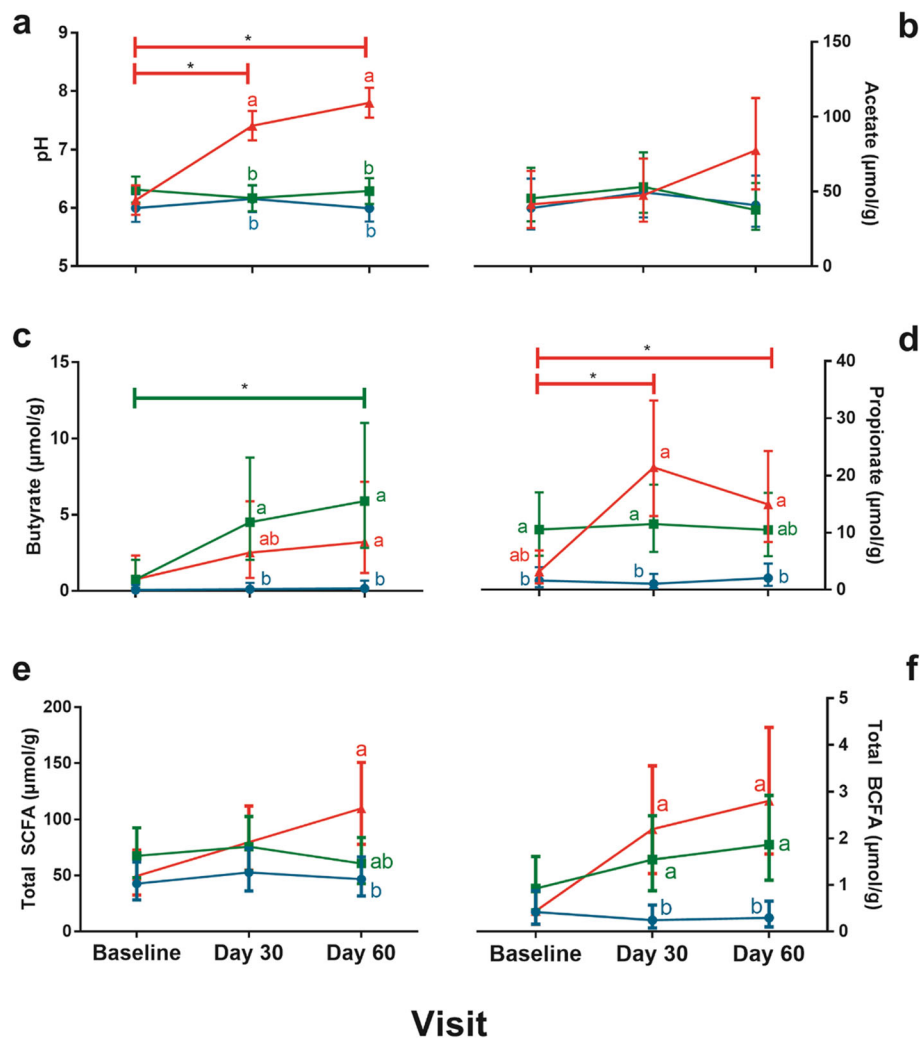 a
b
9
8
7
6
5
pH
*
*
a
a
b
b
b
b
150
100
50
0
Acetate (μmol/g)
c
d
15
10
5
0
Butyrate (μmol/g)
*
a
a
ab
a
b
b
*
*
a
a
a
a
ab
ab
b
b
b
40
30
20
10
0
Propionate (μmol/g)
e
f
200
150
100
50
0
Total SCFA (μmol/g)
a
ab
b
Baseline Day 30 Day 60
a
a
a
a
b
b
5
4
3
2
1
0
Total BCFA (μmol/g)
Baseline Day 30 Day 60
Visit